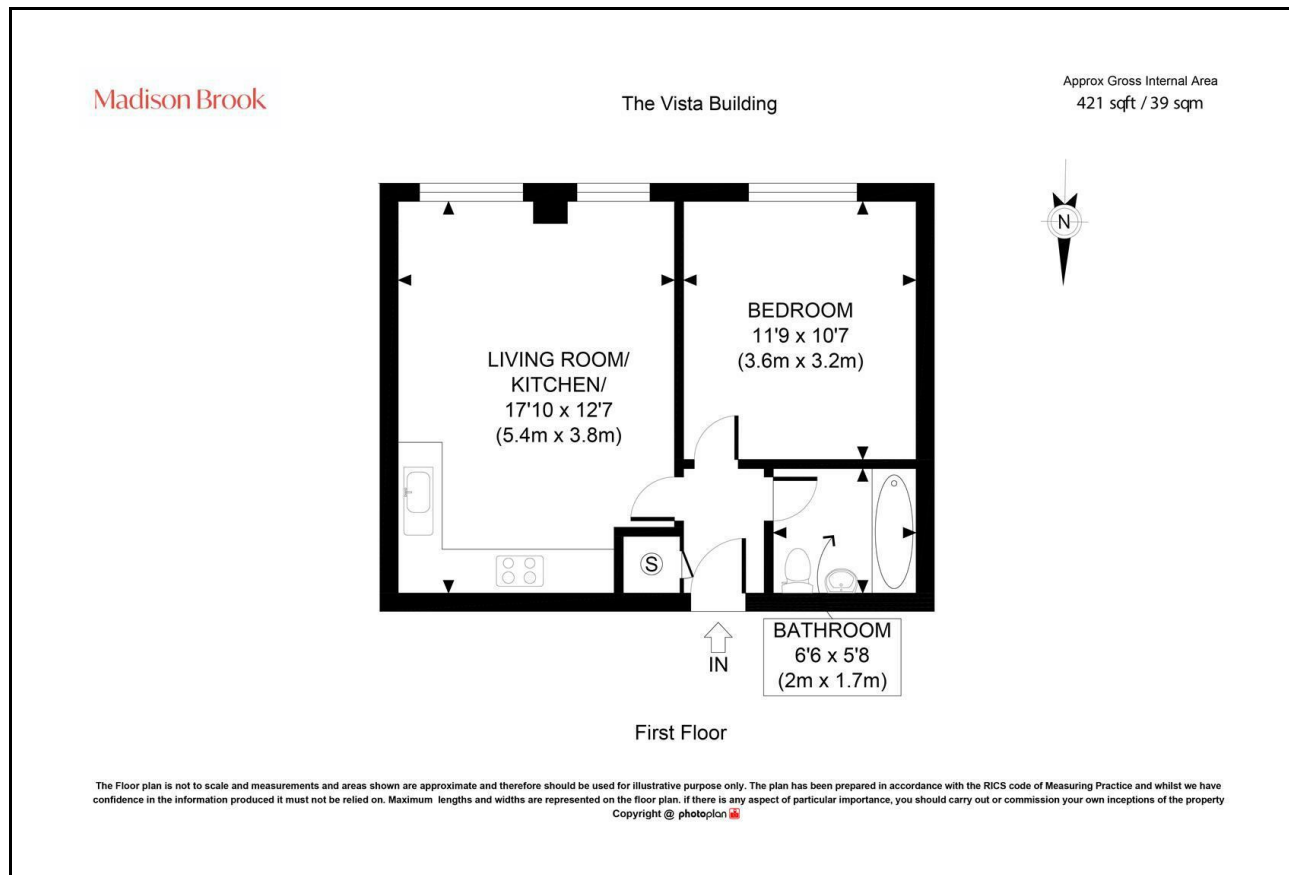 Madison Brook
The Vista Building
Approx Gross Internal Area
421 sqft / 39 sqm
N
BEDROOM
11'9 x 10'7
(3.6m x 3.2m)
LIVING ROOM/
KITCHEN/
17'10 x 12'7
(5.4m x 3.8m)
S
IN
BATHROOM
6'6 x 5'8
(2m x 1.7m)
First Floor
The Floor plan is not to scale and measurements and areas shown are approximate and therefore should be used for illustrative purpose only. The plan has been prepared in accordance with the RICS code of Measuring Practice and whilst we have
confidence in the information produced it must not be relied on. Maximum lengths and widths are represented on the floor plan. if there is any aspect of particular importance, you should carry out or commission your own inceptions of the property
Copyright @ photoplan